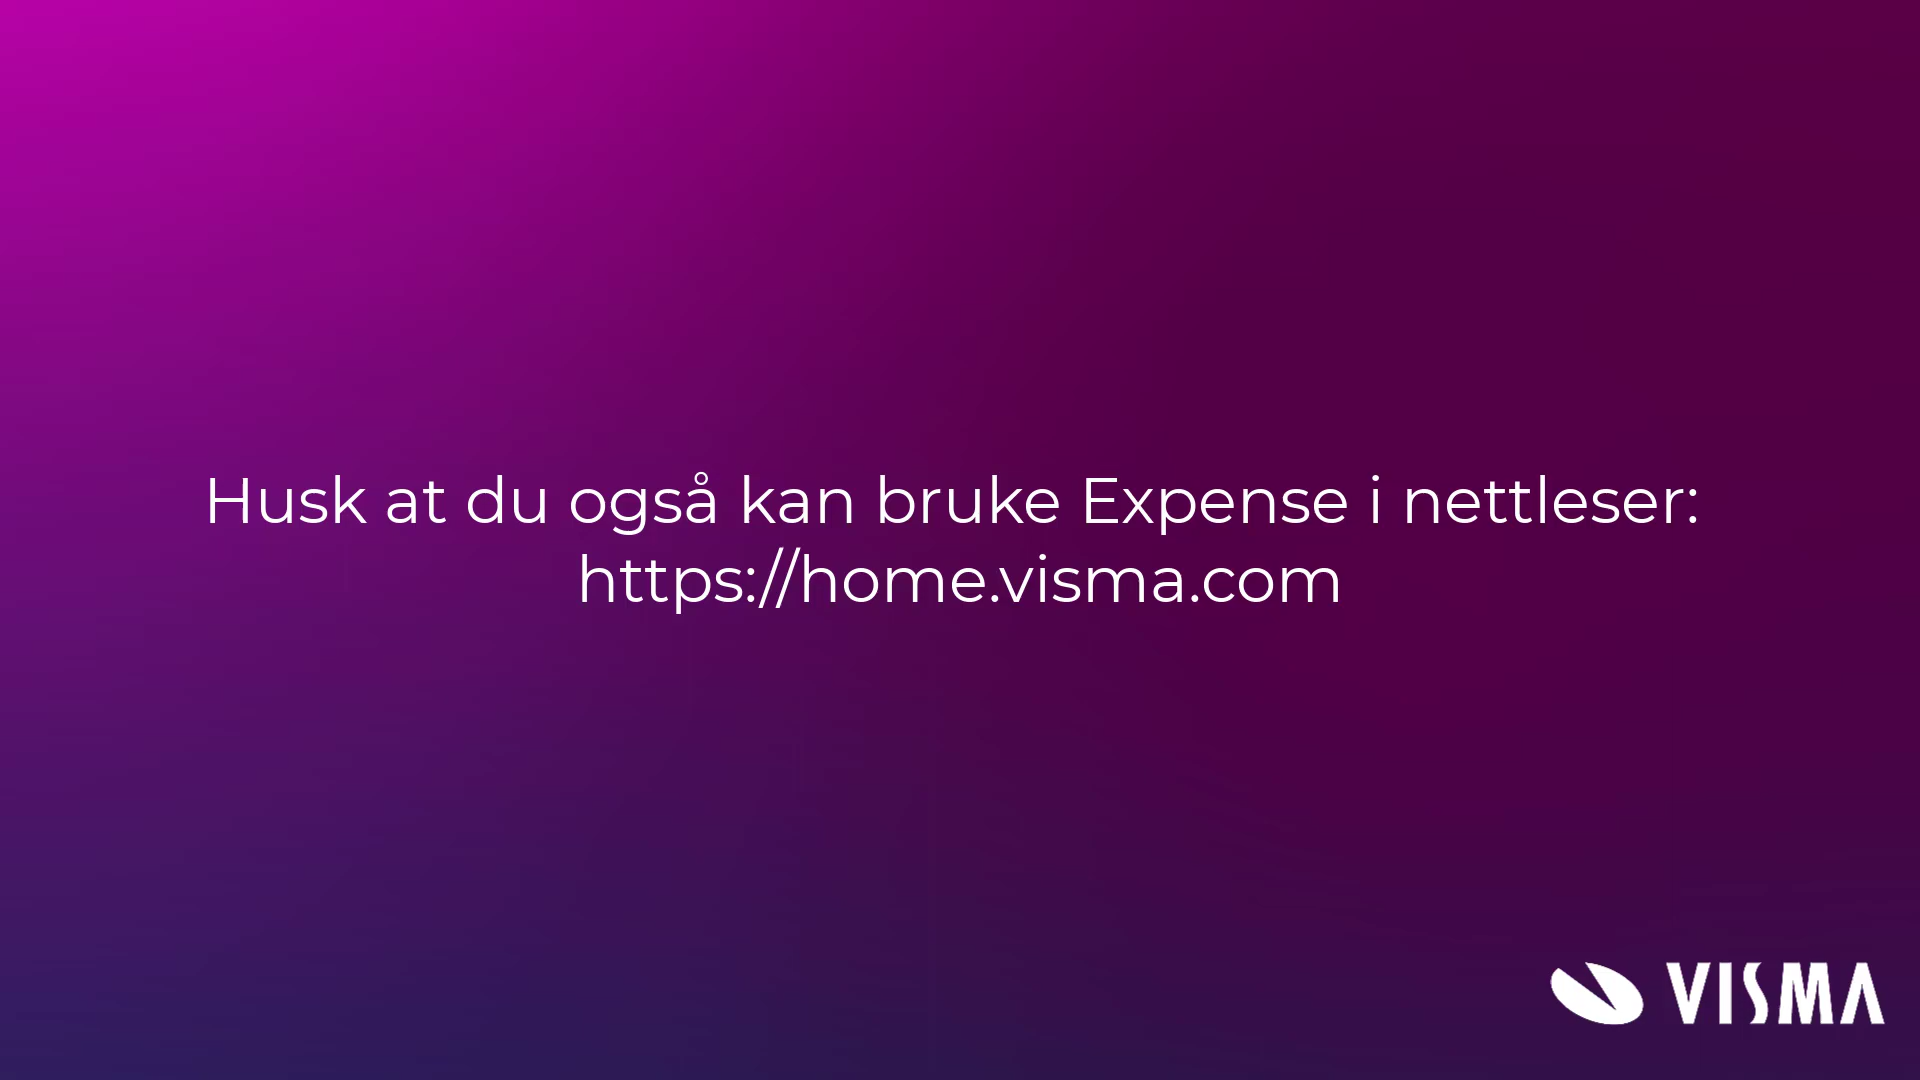 Husk at du også kan bruke Expense i nettleser:
https://home.visma.com
VISMA